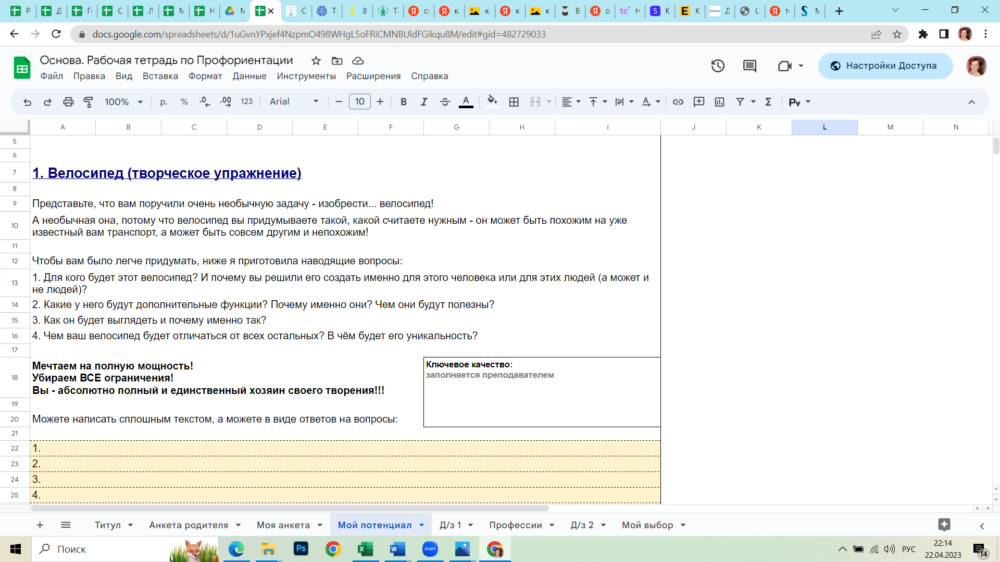 docs.google.com/spreadsheets/d/1uGvnYPxjef4NzpmO498WHgL5oFRiCMNBUldFGikqu8M/edit#gid=482729033
Основа. Рабочая тетрадь по Профориентации
Настройки Доступа
Файл Правка Вид Вставка Формат Данные Инструменты Расширения Справка
100% р. % .0 .00 123 Arial 10
A B C D E F G H I J K L M N
5
6
7 1. Велосипед (творческое упражнение)
8
9 Представьте, что вам поручили очень необычную задачу - изобрести... велосипед!
10 А необычная она, потому что велосипед вы придумываете такой, какой считаете нужным - он может быть похожим на уже
известный вам транспорт, а может быть совсем другим и непохожим!
11
12 Чтобы вам было легче придумать, ниже я приготовила наводящие вопросы:
13 1. Для кого будет этот велосипед? И почему вы решили его создать именно для этого человека или для этих людей (а может и
не людей)?
14 2. Какие у него будут дополнительные функции? Почему именно они? Чем они будут полезны?
15 3. Как он будет выглядеть и почему именно так?
16 4. Чем ваш велосипед будет отличаться от всех остальных? В чём будет его уникальность?
17
18 Мечтаем на полную мощность!
Убираем ВСЕ ограничения!
Вы - абсолютно полный и единственный хозяин своего творения!!!
Ключевое качество:
заполняется преподавателем
19
20 Можете написать сплошным текстом, а можете в виде ответов на вопросы:
21
22 1.
23 2.
24 3.
25 4.
Титул Анкета родителя Моя анкета Мой потенциал Д/з 1 Профессии Д/з 2 Мой выбор
Поиск
РУС
22:14
22.04.2023
14